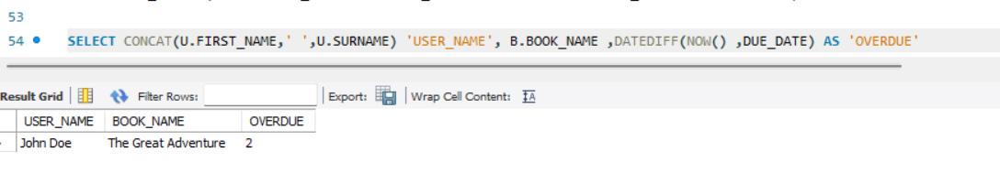 53
54 SELECT CONCAT(U.FIRST_NAME,' ',U.SURNAME) 'USER_NAME', B.BOOK_NAME ,DATEDIFF(NOW() ,DUE_DATE) AS 'OVERDUE'
Result Grid Filter Rows: Export: Wrap Cell Content: IA
USER_NAME BOOK_NAME OVERDUE
John Doe The Great Adventure 2